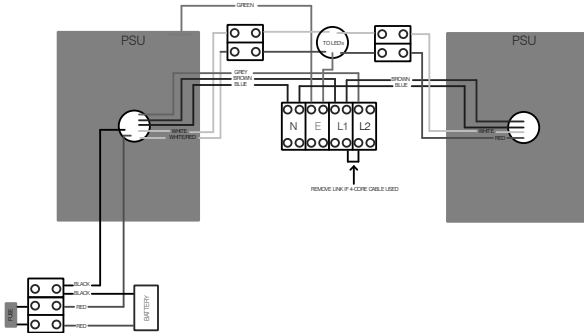 GREEN
PSU
PSU
TO LEDs
GREY
BROWN
BLUE
BROWN
BLUE
N E L1 L2
WHITE
WHITE/RED
WHITE
RED
REMOVE LINK IF 4-CORE CABLE USED
BLACK
BLACK
RED
RED
FUSE
BATTERY